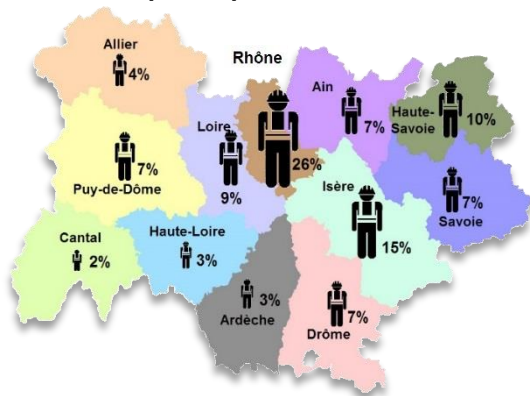 Allier
4%
Rhône
26%
Ain
7%
Haute-
Savoie
10%
Loire
9%
7%
Puy-de-Dôme
Isère
15%
7%
Savoie
Cantal
2%
Haute-Loire
3%
3%
Ardèche
7%
Drôme